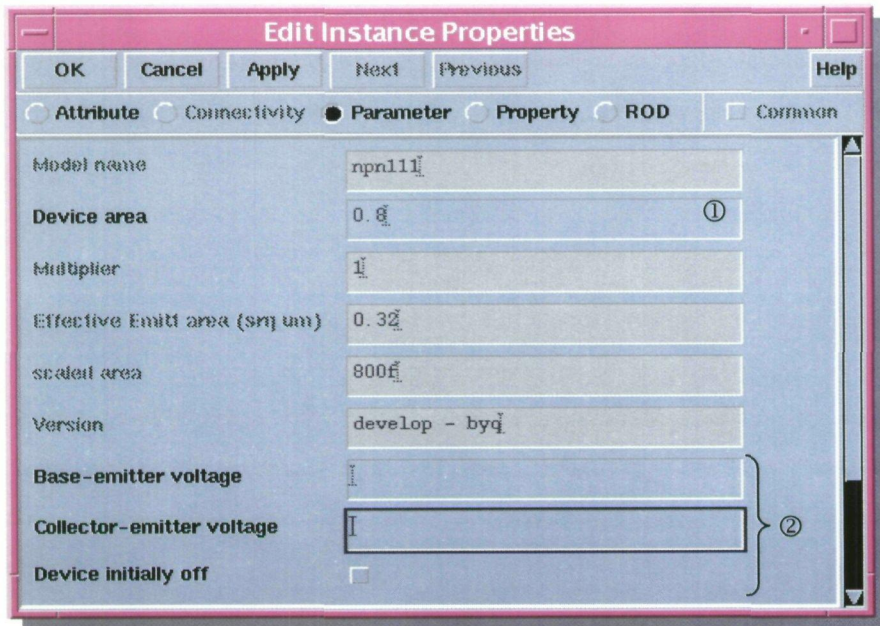 Edit Instance Properties
OK Cancel Apply Next Previous Help
Attribute Connectivity Parameter Property ROD Common
Model name npn111
Device area 0.8 ①
Multiplier 1
Effective Emitt area (srq um) 0.32
scaled area 800f
Version develop - byq
Base-emitter voltage
Collector-emitter voltage ②
Device initially off